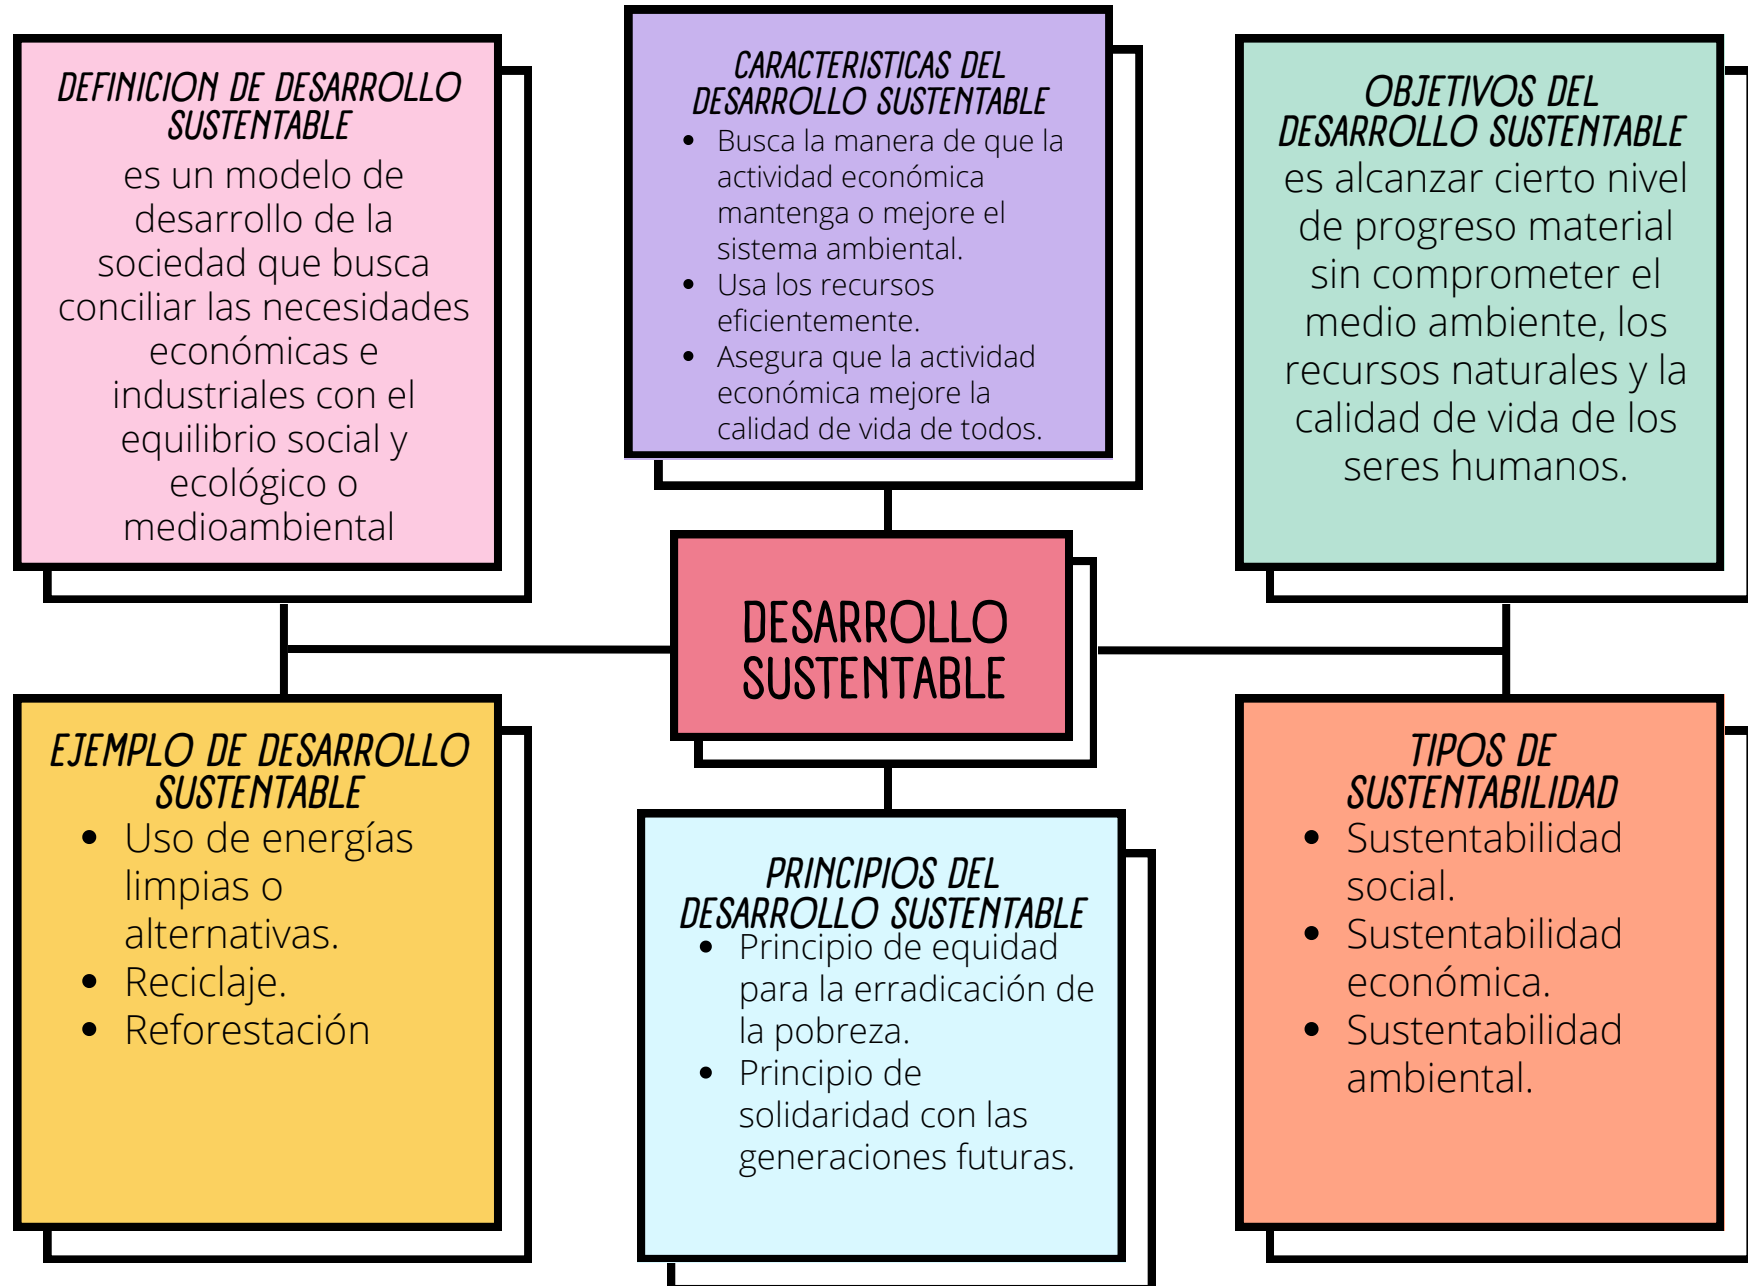 DEFINICION DE DESARROLLO
SUSTENTABLE
es un modelo de
desarrollo de la
sociedad que busca
conciliar las necesidades
económicas e
industriales con el
equilibrio social y
ecológico o
medioambiental
CARACTERISTICAS DEL
DESARROLLO SUSTENTABLE
• Busca la manera de que la
actividad económica
mantenga o mejore el
sistema ambiental.
• Usa los recursos
eficientemente.
• Asegura que la actividad
económica mejore la
calidad de vida de todos.
OBJETIVOS DEL
DESARROLLO SUSTENTABLE
es alcanzar cierto nivel
de progreso material
sin comprometer el
medio ambiente, los
recursos naturales y la
calidad de vida de los
seres humanos.
DESARROLLO
SUSTENTABLE
EJEMPLO DE DESARROLLO
SUSTENTABLE
• Uso de energías
limpias o
alternativas.
• Reciclaje.
• Reforestación
PRINCIPIOS DEL
DESARROLLO SUSTENTABLE
• Principio de equidad
para la erradicación de
la pobreza.
• Principio de
solidaridad con las
generaciones futuras.
TIPOS DE
SUSTENTABILIDAD
• Sustentabilidad
social.
• Sustentabilidad
económica.
• Sustentabilidad
ambiental.